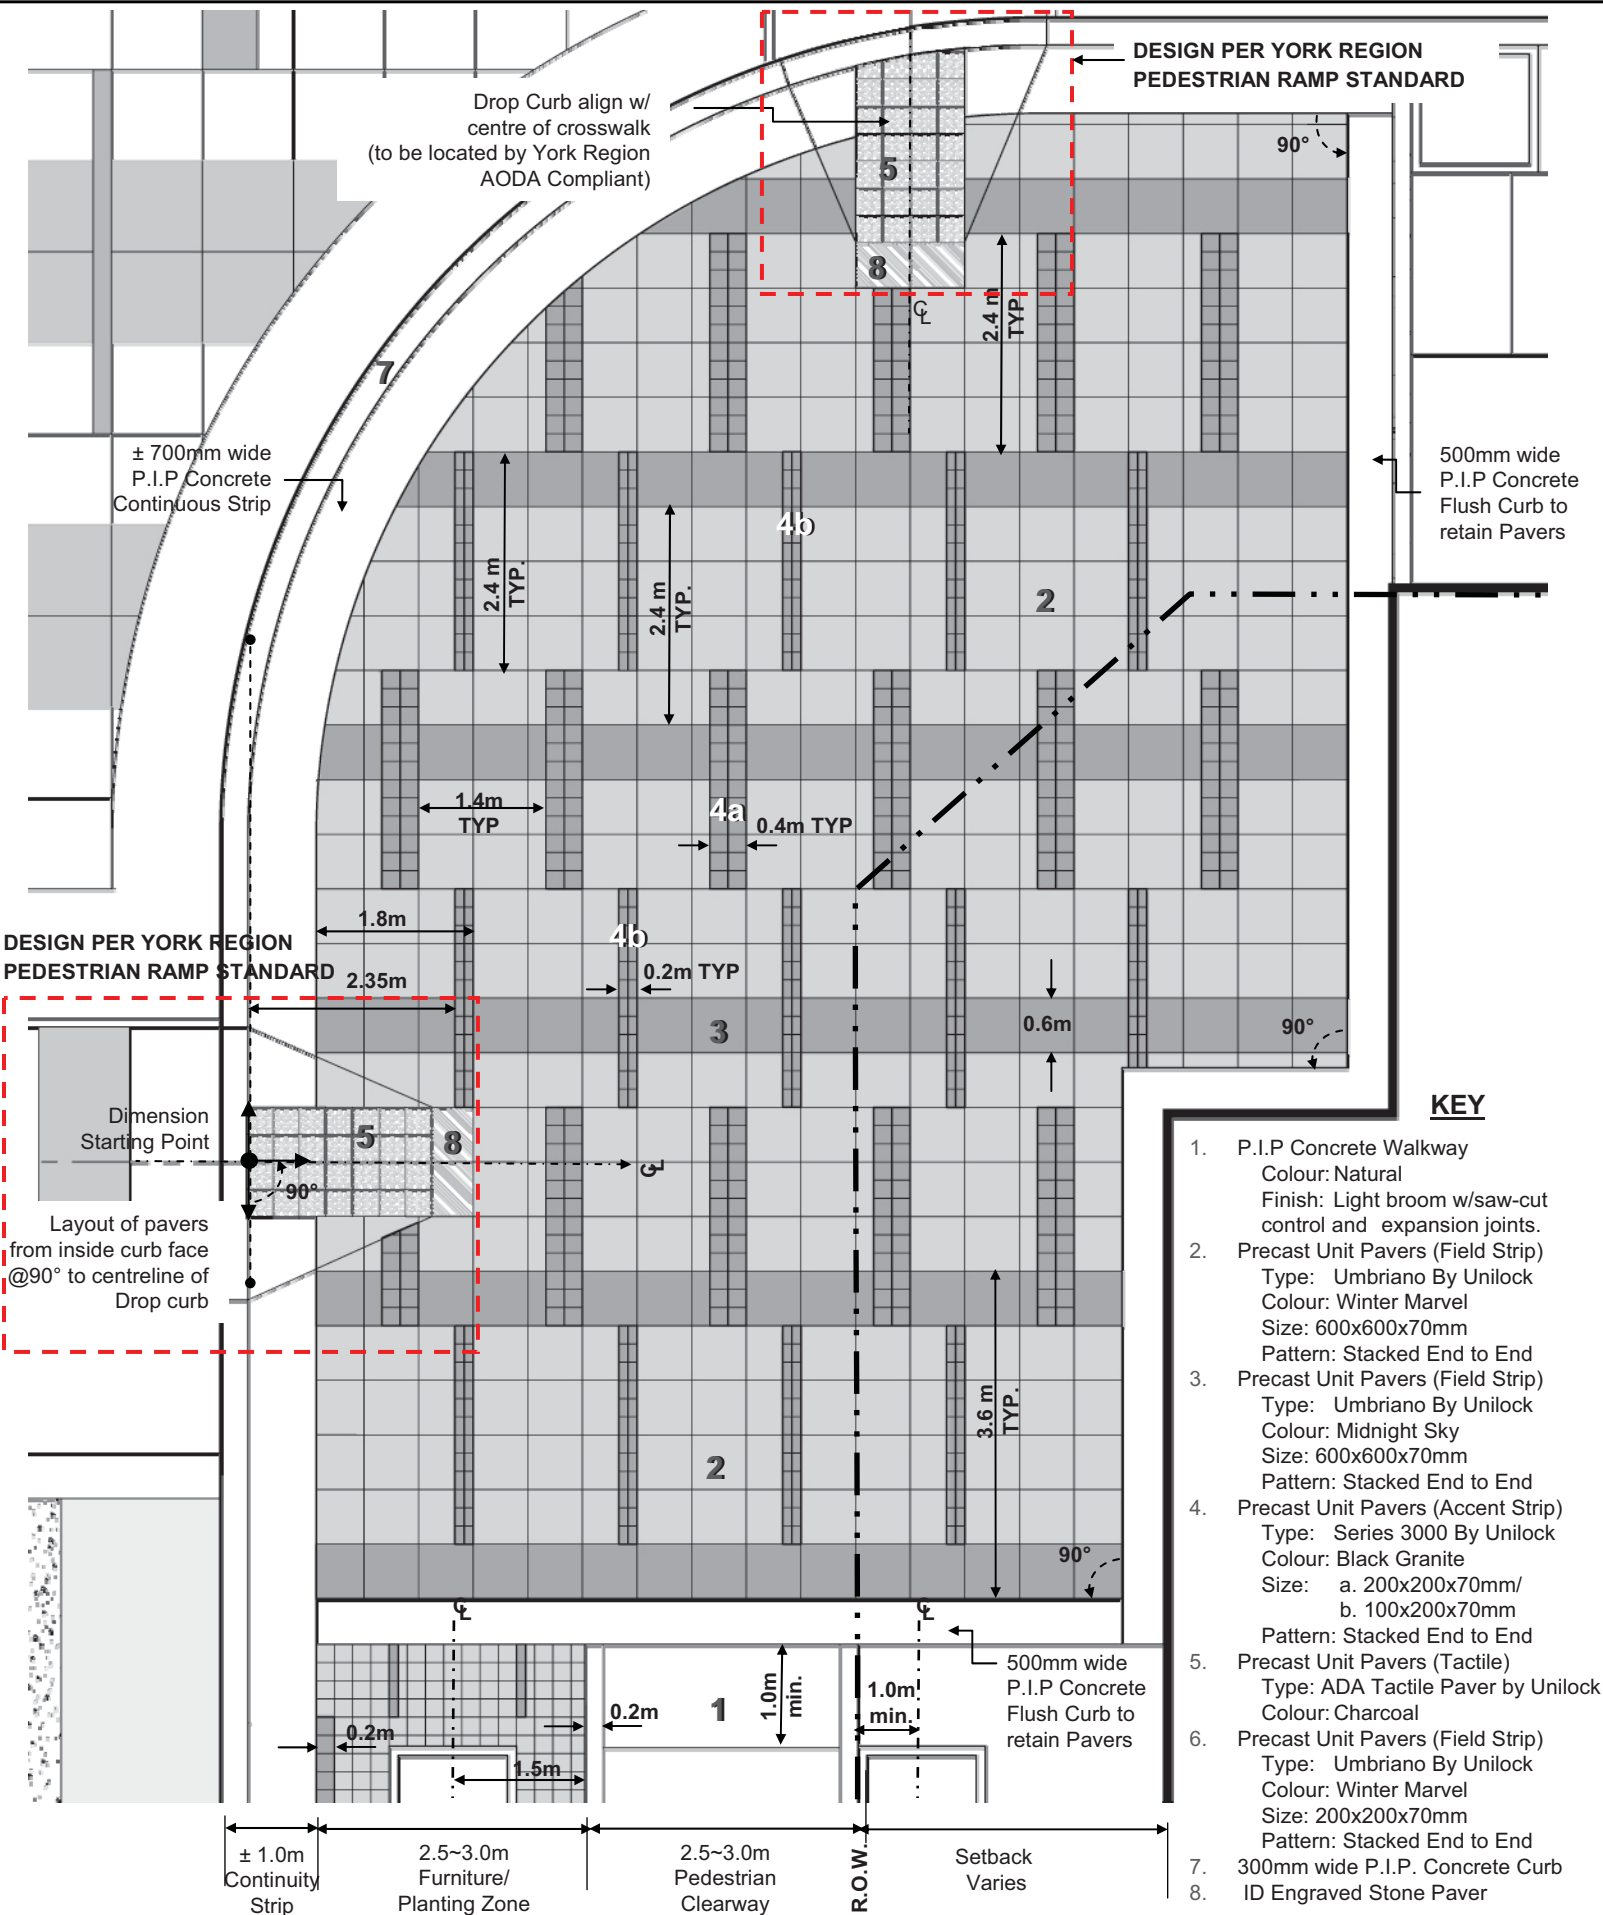 DESIGN PER YORK REGION
PEDESTRIAN RAMP STANDARD
Drop Curb align w/
centre of crosswalk
(to be located by York Region
AODA Compliant)
90°
5
8
℄
2.4 m
TYP
7
± 700mm wide
P.I.P Concrete
Continuous Strip
500mm wide
P.I.P Concrete
Flush Curb to
retain Pavers
4b
2.4 m
TYP.
2.4 m
TYP.
2
1.4m
TYP
4a
0.4m TYP
1.8m
4b
DESIGN PER YORK REGION
PEDESTRIAN RAMP STANDARD
2.35m
0.2m TYP
3
0.6m
90°
Dimension
Starting Point
5
8
℄
90°
Layout of pavers
from inside curb face
@90° to centreline of
Drop curb
3.6 m
TYP.
2
90°
℄
℄
500mm wide
P.I.P Concrete
Flush Curb to
retain Pavers
0.2m
1.5m
0.2m
1
1.0m
min.
1.0m
min.
± 1.0m
Continuity
Strip
2.5~3.0m
Furniture/
Planting Zone
2.5~3.0m
Pedestrian
Clearway
R.O.W.
Setback
Varies
KEY
1. P.I.P Concrete Walkway
Colour: Natural
Finish: Light broom w/saw-cut
control and expansion joints.
2. Precast Unit Pavers (Field Strip)
Type: Umbriano By Unilock
Colour: Winter Marvel
Size: 600x600x70mm
Pattern: Stacked End to End
3. Precast Unit Pavers (Field Strip)
Type: Umbriano By Unilock
Colour: Midnight Sky
Size: 600x600x70mm
Pattern: Stacked End to End
4. Precast Unit Pavers (Accent Strip)
Type: Series 3000 By Unilock
Colour: Black Granite
Size: a. 200x200x70mm/
b. 100x200x70mm
Pattern: Stacked End to End
5. Precast Unit Pavers (Tactile)
Type: ADA Tactile Paver by Unilock
Colour: Charcoal
6. Precast Unit Pavers (Field Strip)
Type: Umbriano By Unilock
Colour: Winter Marvel
Size: 200x200x70mm
Pattern: Stacked End to End
7. 300mm wide P.I.P. Concrete Curb
8. ID Engraved Stone Paver